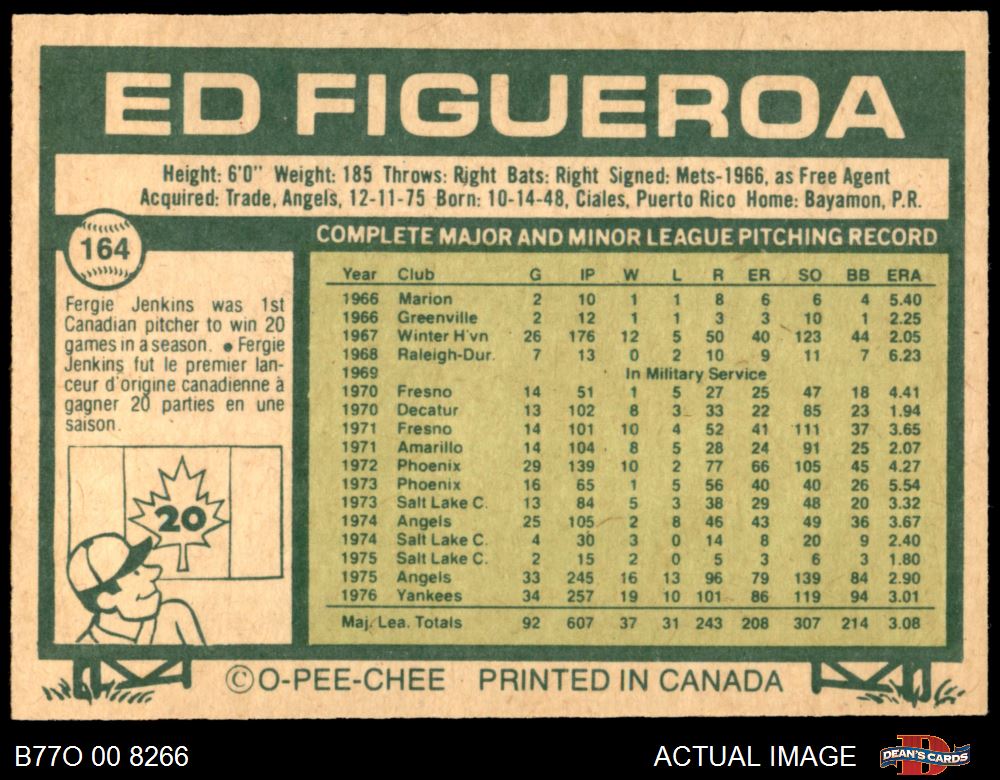 ED FIGUEROA
Height: 6'0" Weight: 185 Throws: Right Bats: Right Signed: Mets-1966, as Free Agent
Acquired: Trade, Angels, 12-11-75 Born: 10-14-48, Ciales, Puerto Rico Home: Bayamon, P.R.
164
Fergie Jenkins was 1st
Canadian pitcher to win 20
games in a season. • Fergie
Jenkins fut le premier lan-
ceur d'origine canadienne à
gagner 20 parties en une
saison.
20
COMPLETE MAJOR AND MINOR LEAGUE PITCHING RECORD
Year Club G IP W L R ER SO BB ERA
1966 Marion 2 10 1 1 8 6 6 4 5.40
1966 Greenville 2 12 1 1 3 3 10 1 2.25
1967 Winter H'vn 26 176 12 5 50 40 123 44 2.05
1968 Raleigh-Dur. 7 13 0 2 10 9 11 7 6.23
1969 In Military Service
1970 Fresno 14 51 1 5 27 25 47 18 4.41
1970 Decatur 13 102 8 3 33 22 85 23 1.94
1971 Fresno 14 101 10 4 52 41 111 37 3.65
1971 Amarillo 14 104 8 5 28 24 91 25 2.07
1972 Phoenix 29 139 10 2 77 66 105 45 4.27
1973 Phoenix 16 65 1 5 56 40 40 26 5.54
1973 Salt Lake C. 13 84 5 3 38 29 48 20 3.32
1974 Angels 25 105 2 8 46 43 49 36 3.67
1974 Salt Lake C. 4 30 3 0 14 8 20 9 2.40
1975 Salt Lake C. 2 15 2 0 5 3 6 3 1.80
1975 Angels 33 245 16 13 96 79 139 84 2.90
1976 Yankees 34 257 19 10 101 86 119 94 3.01
Maj. Lea. Totals 92 607 37 31 243 208 307 214 3.08
© O-PEE-CHEE PRINTED IN CANADA
B77O 00 8266
ACTUAL IMAGE
DEAN'S CARDS